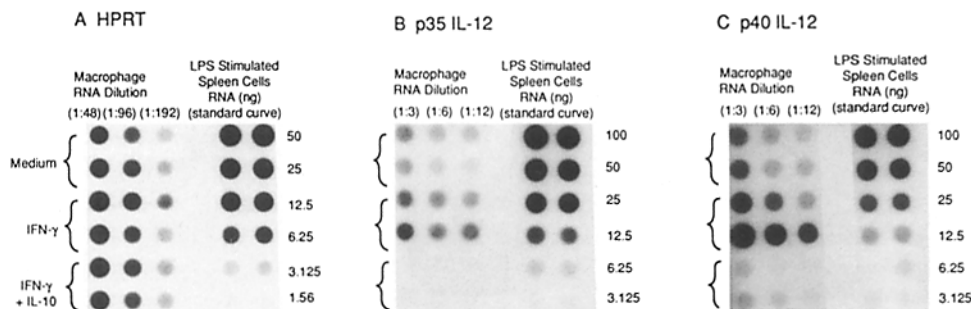 A HPRT
Macrophage
RNA Dilution
(1:48) (1:96) (1:192)
LPS Stimulated
Spleen Cells
RNA (ng)
(standard curve)
Medium
IFN-γ
IFN-γ
+ IL-10
50
25
12.5
6.25
3.125
1.56
B p35 IL-12
Macrophage
RNA Dilution
(1:3) (1:6) (1:12)
LPS Stimulated
Spleen Cells
RNA (ng)
(standard curve)
100
50
25
12.5
6.25
3.125
C p40 IL-12
Macrophage
RNA Dilution
(1:3) (1:6) (1:12)
LPS Stimulated
Spleen Cells
RNA (ng)
(standard curve)
100
50
25
12.5
6.25
3.125